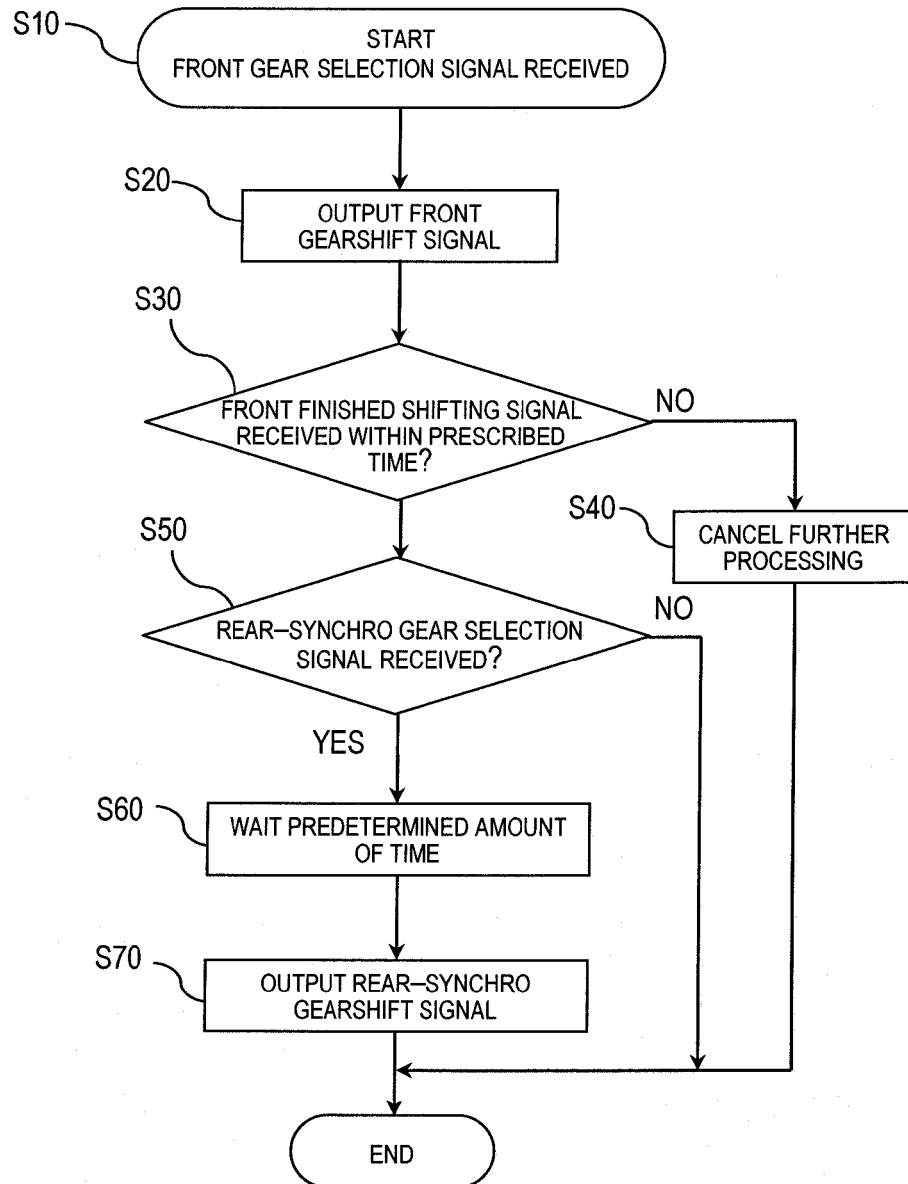 S10
START
FRONT GEAR SELECTION SIGNAL RECEIVED
S20
OUTPUT FRONT
GEARSHIFT SIGNAL
S30
FRONT FINISHED SHIFTING SIGNAL
RECEIVED WITHIN PRESCRIBED
TIME?
NO
S40
CANCEL FURTHER
PROCESSING
S50
REAR–SYNCHRO GEAR SELECTION
SIGNAL RECEIVED?
NO
YES
S60
WAIT PREDETERMINED AMOUNT
OF TIME
S70
OUTPUT REAR–SYNCHRO
GEARSHIFT SIGNAL
END